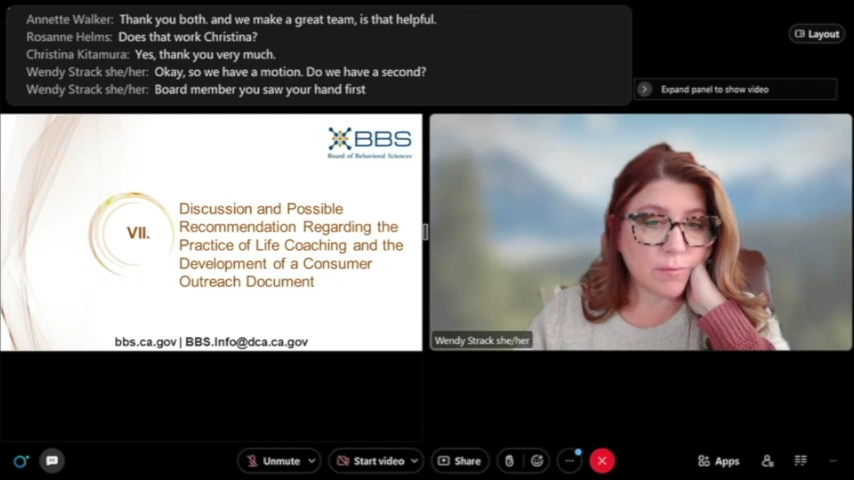 Annette Walker: Thank you both. and we make a great team, is that helpful.
Rosanne Helms: Does that work Christina?
Christina Kitamura: Yes, thank you very much.
Wendy Strack she/her: Okay, so we have a motion. Do we have a second?
Wendy Strack she/her: Board member you saw your hand first
Layout
Expand panel to show video
BBS
Board of Behavioral Sciences
VII.
Discussion and Possible
Recommendation Regarding the
Practice of Life Coaching and the
Development of a Consumer
Outreach Document
bbs.ca.gov | BBS.Info@dca.ca.gov
Wendy Strack she/her
Unmute
Start video
Share
Apps